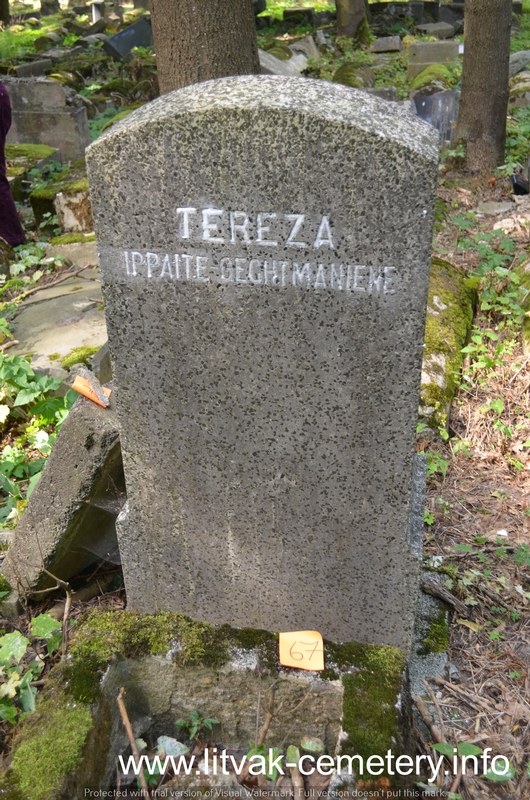 TEREZA
IPPAITE-GECHTMANIENE
67
www.litvak-cemetery.info
Protected with trial version of Visual Watermark. Full version doesn't put this mark.